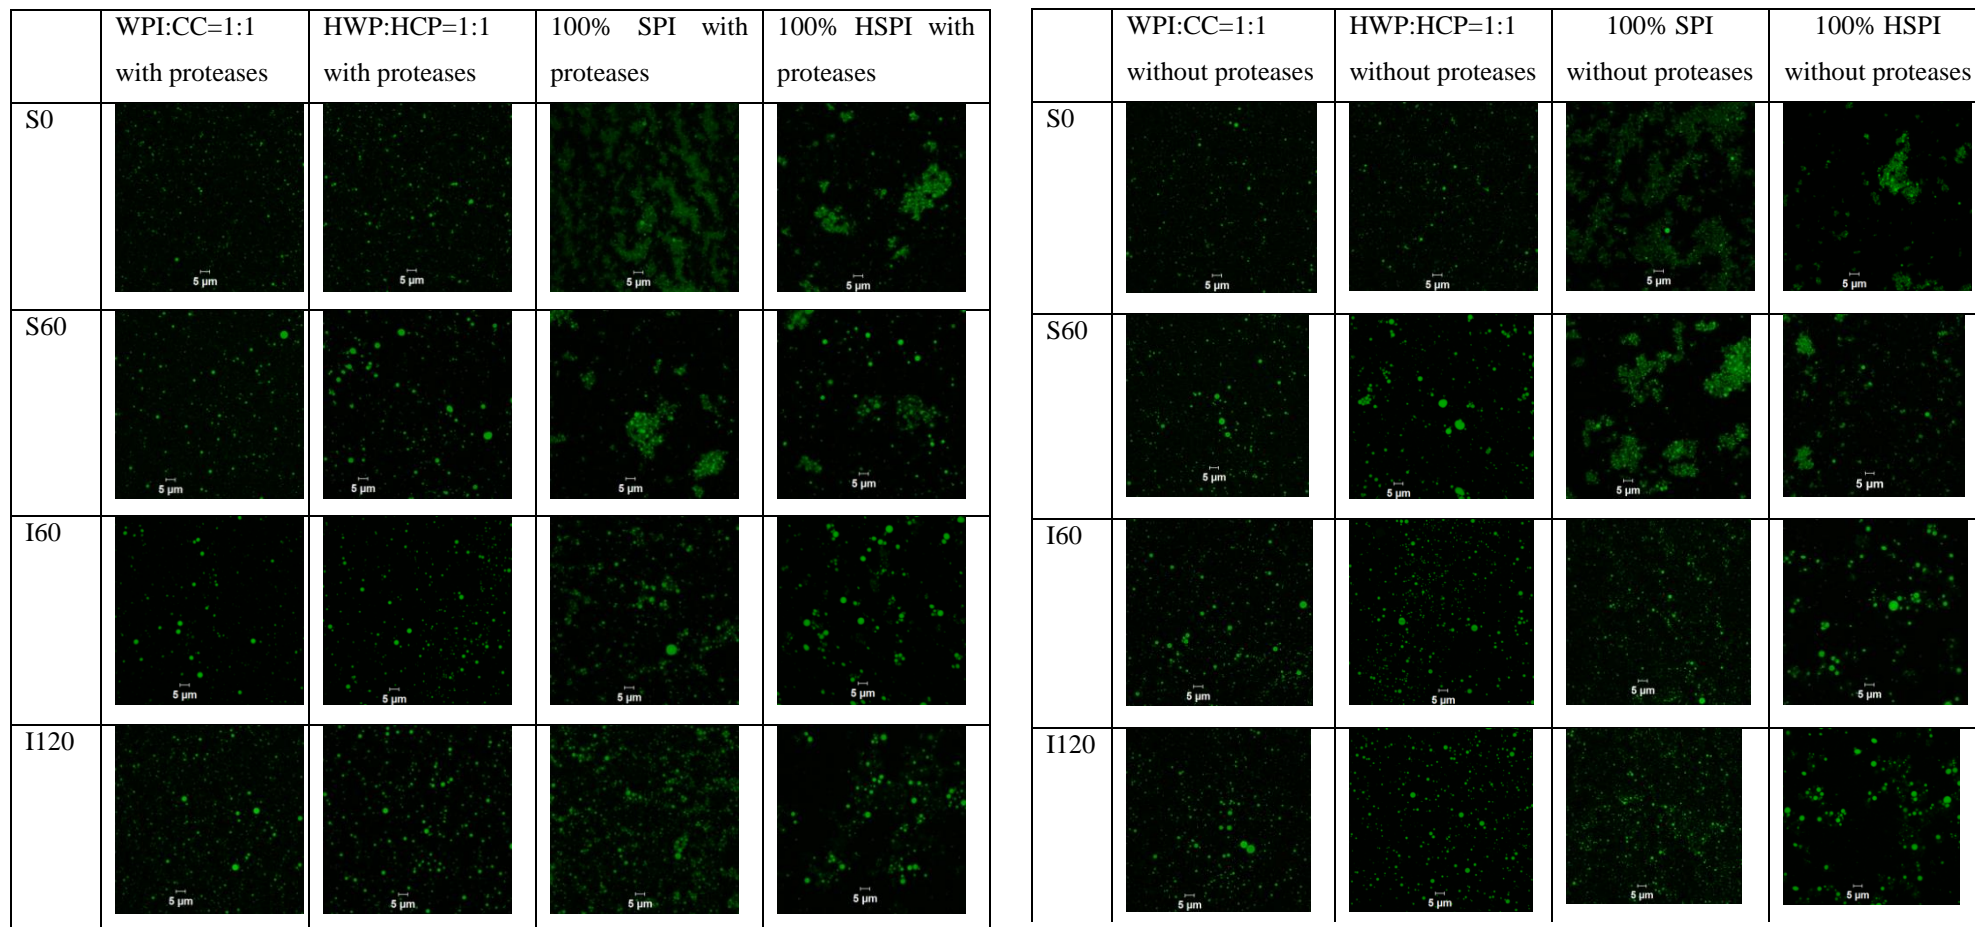 WPI:CC=1:1
with proteases
HWP:HCP=1:1
with proteases
100% SPI with
proteases
100% HSPI with
proteases
S0
5 µm
5 µm
5 µm
5 µm
S60
5 µm
5 µm
5 µm
5 µm
I60
5 µm
5 µm
5 µm
5 µm
I120
5 µm
5 µm
5 µm
5 µm
WPI:CC=1:1
without proteases
HWP:HCP=1:1
without proteases
100% SPI
without proteases
100% HSPI
without proteases
S0
5 µm
5 µm
5 µm
5 µm
S60
5 µm
5 µm
5 µm
5 µm
I60
5 µm
5 µm
5 µm
5 µm
I120
5 µm
5 µm
5 µm
5 µm